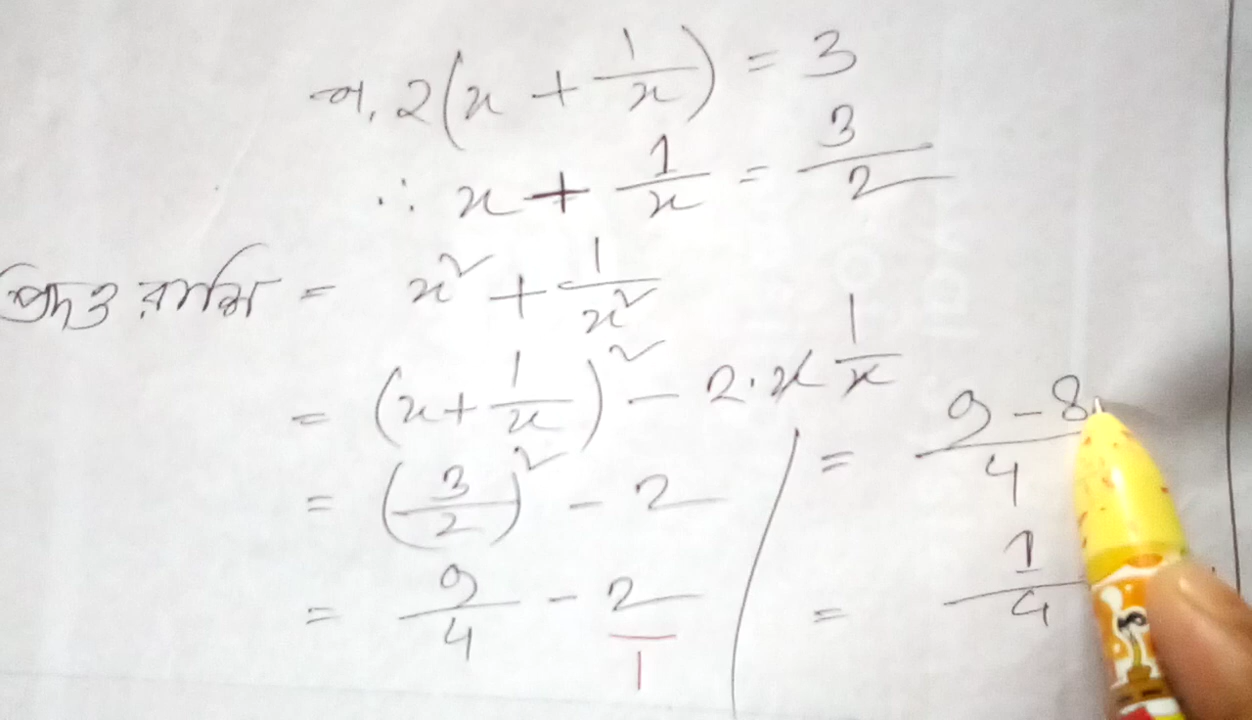 বা, 2(x + 1/x) = 3
∴ x + 1/x = 3/2
প্রদত্ত রাশি = x² + 1/x²
= (x + 1/x)² - 2·x 1/x
= (3/2)² - 2
= 9/4 - 2/1
= 9-8/4
= 1/4